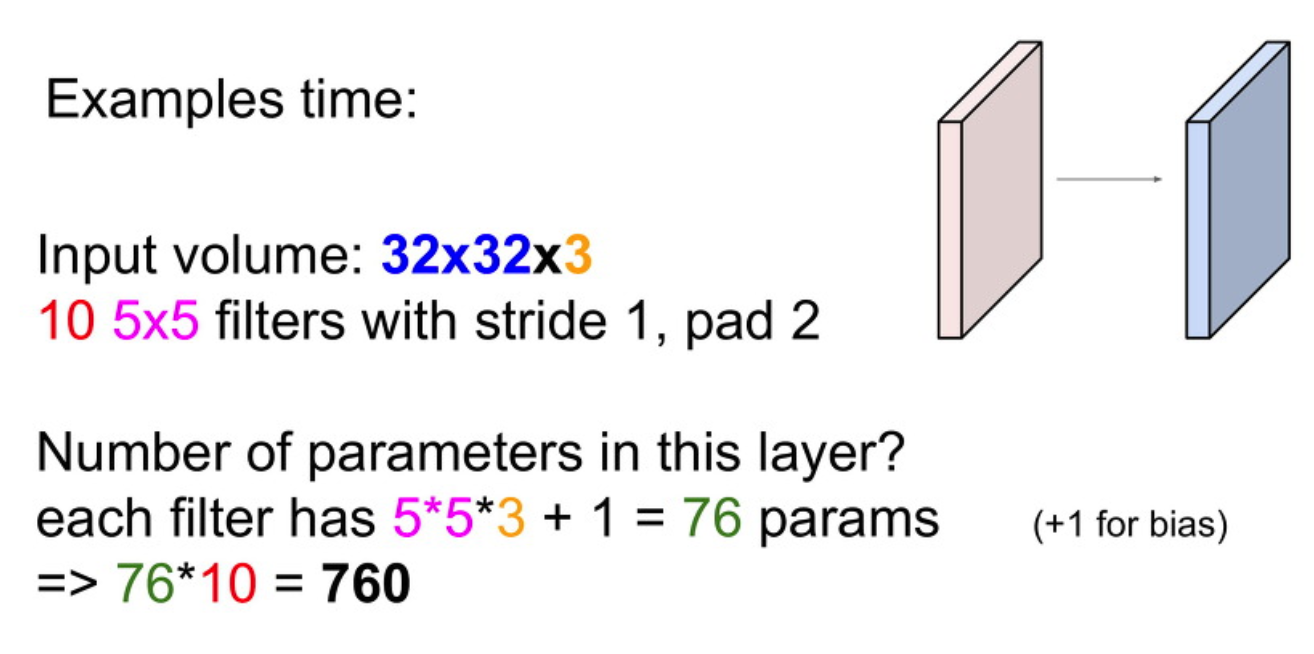 Examples time:
Input volume: 32x32x3
10 5x5 filters with stride 1, pad 2
Number of parameters in this layer?
each filter has 5*5*3 + 1 = 76 params (+1 for bias)
=> 76*10 = 760